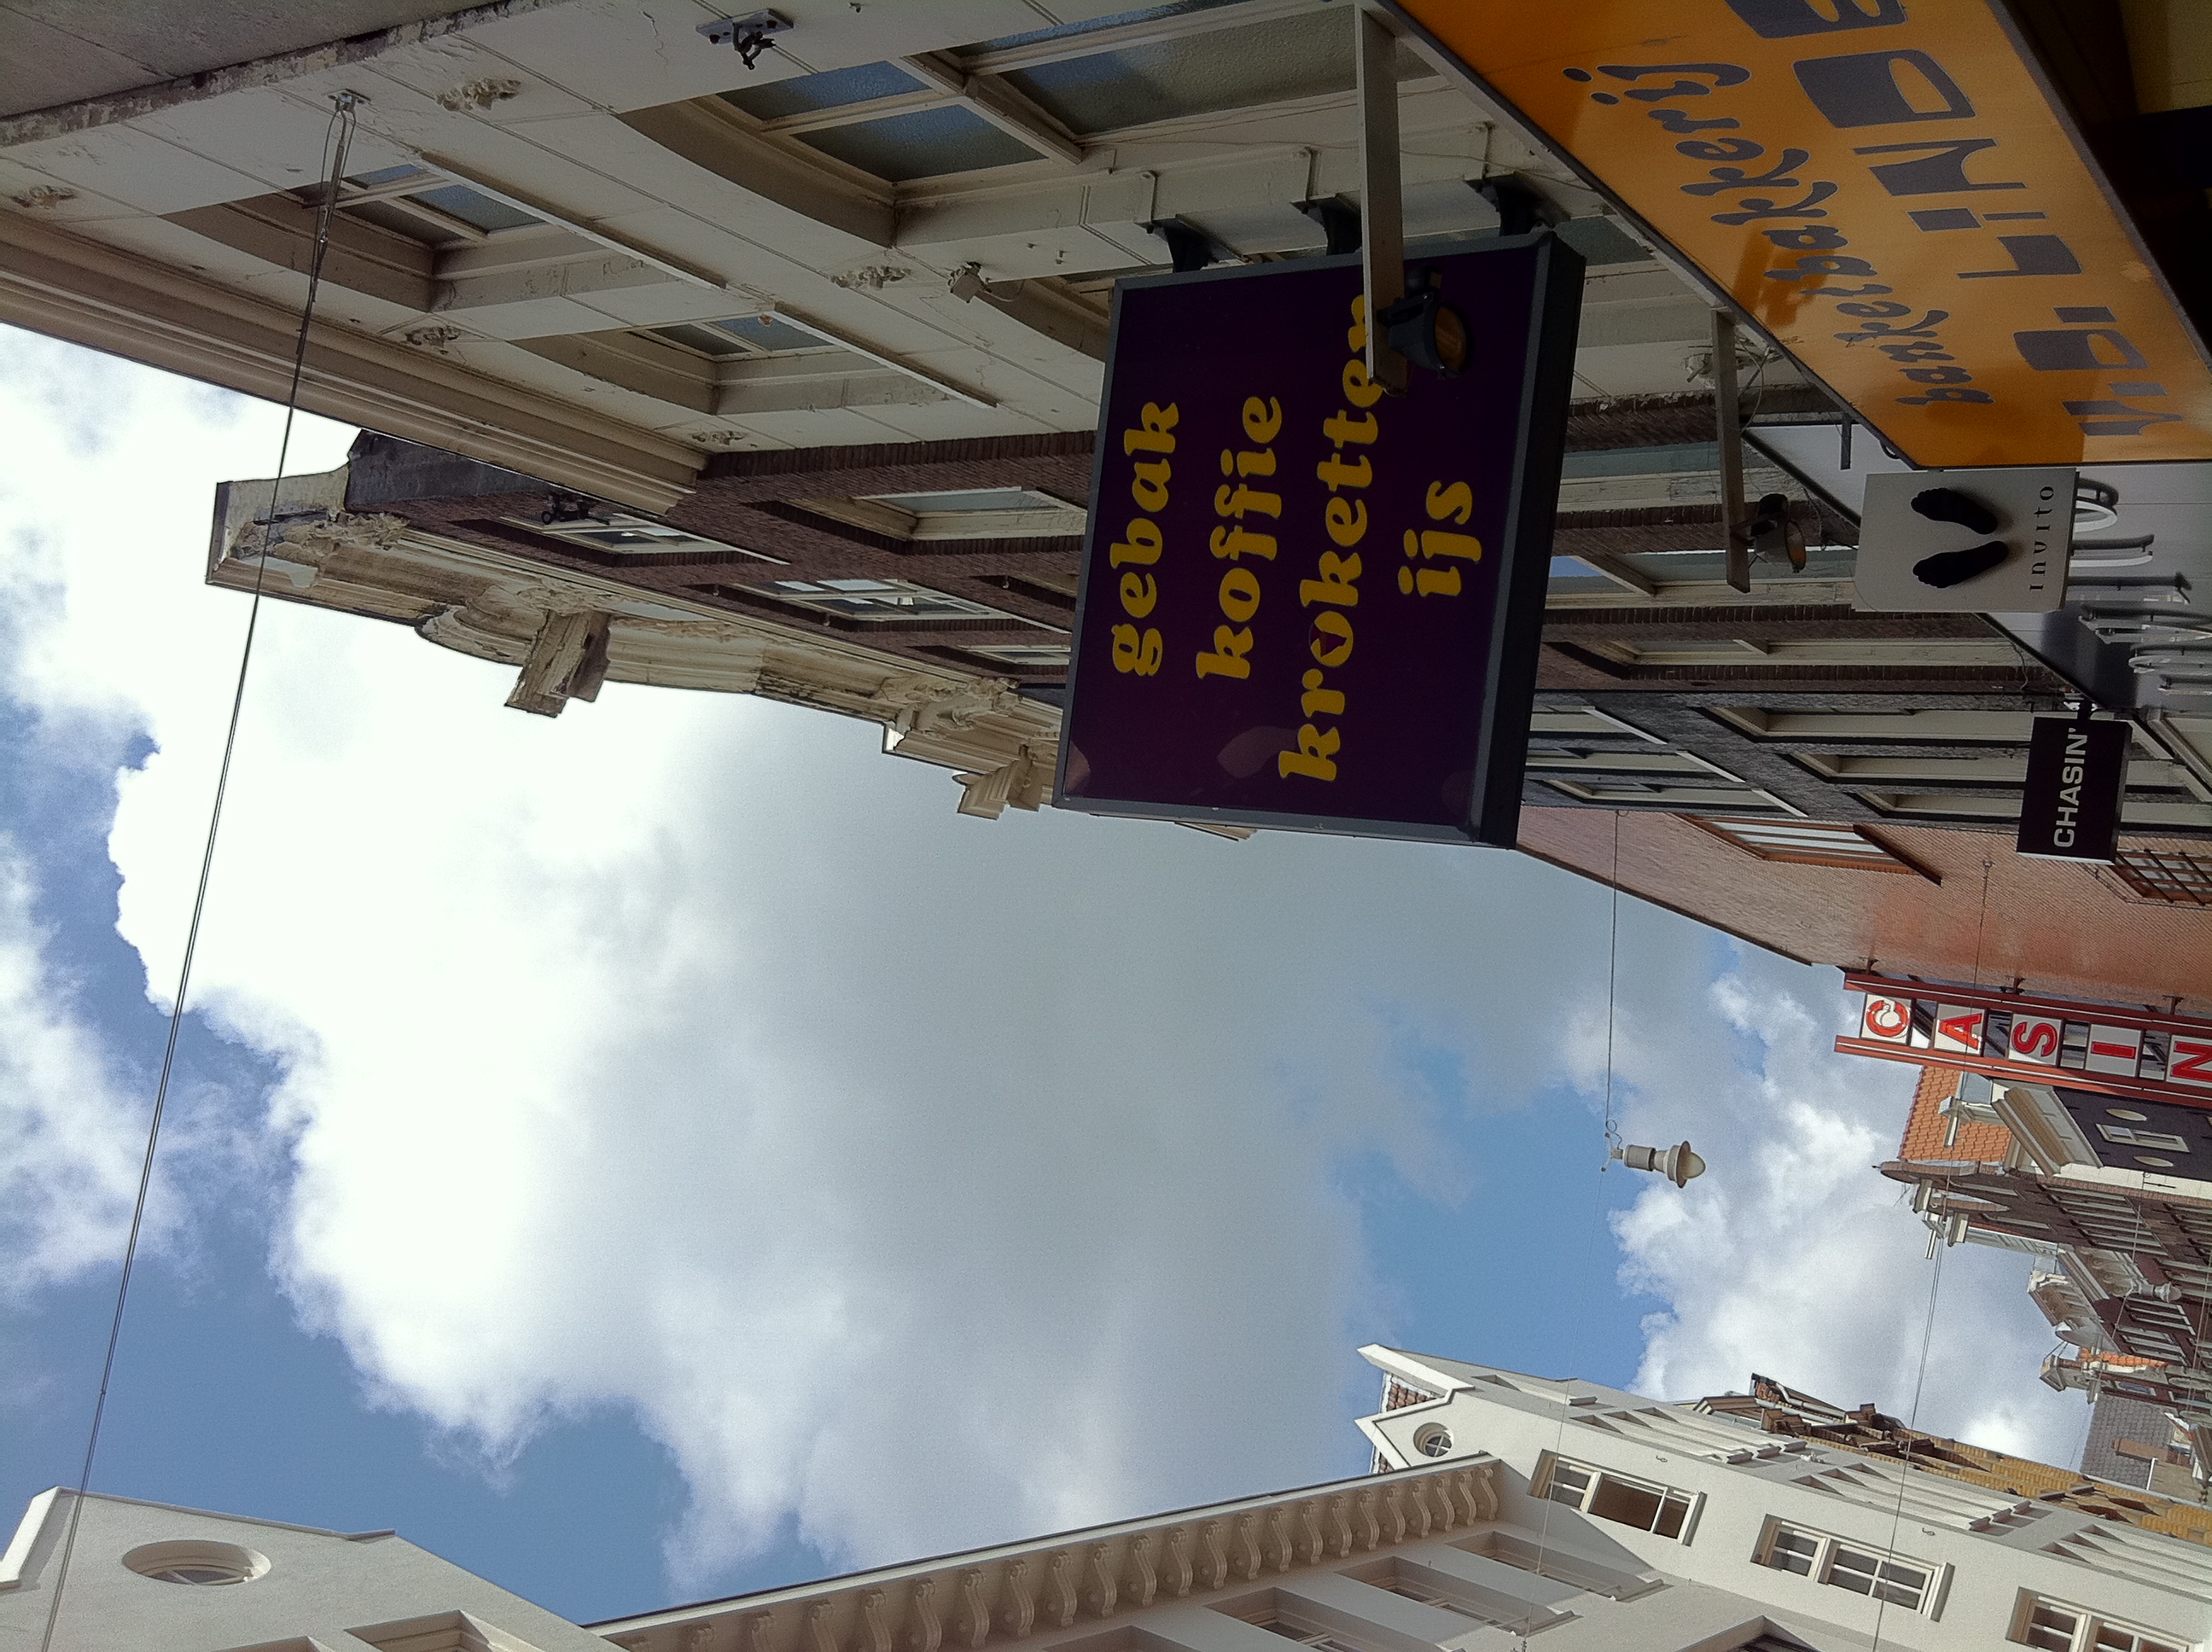 gebak
koffie
kroketten
ijs
banketbakkerij
invito
CHASIN'
CASIN